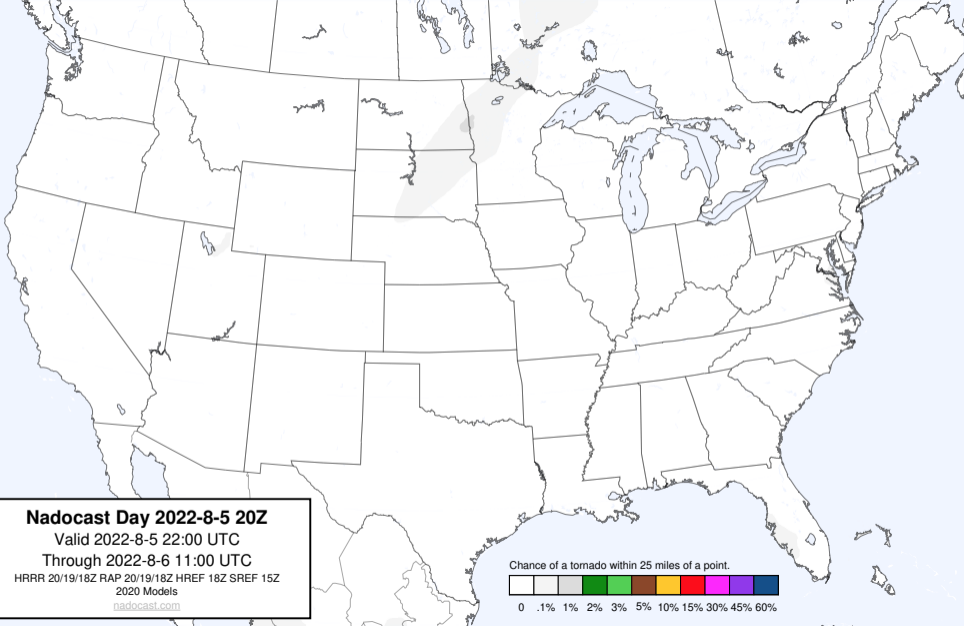 Nadocast Day 2022-8-5 20Z
Valid 2022-8-5 22:00 UTC
Through 2022-8-6 11:00 UTC
HRRR 20/19/18Z RAP 20/19/18Z HREF 18Z SREF 15Z
2020 Models
nadocast.com
Chance of a tornado within 25 miles of a point.
0 .1% 1% 2% 3% 5% 10% 15% 30% 45% 60%